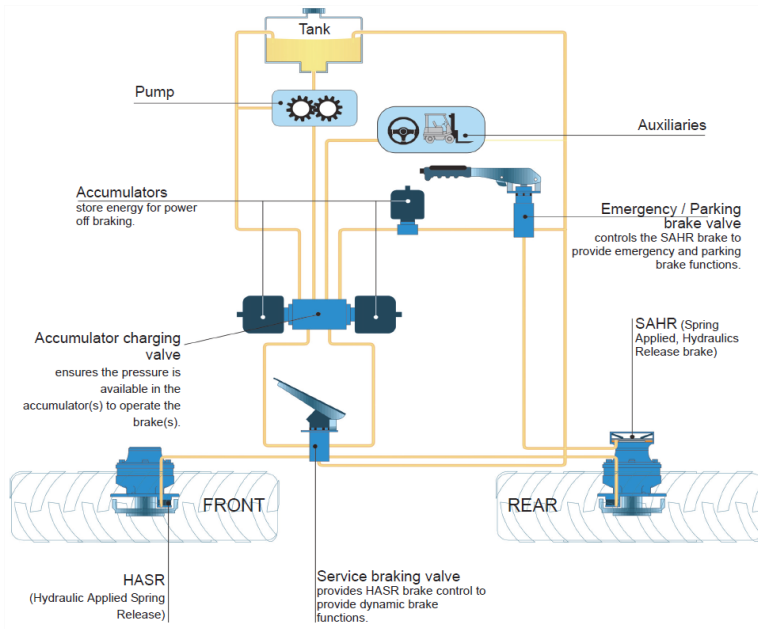 Tank
Pump
Auxiliaries
Accumulators
store energy for power
off braking.
Emergency / Parking
brake valve
controls the SAHR brake to
provide emergency and parking
brake functions.
Accumulator charging
valve
ensures the pressure is
available in the
accumulator(s) to operate the
brake(s).
SAHR (Spring
Applied, Hydraulics
Release brake)
FRONT
REAR
HASR
(Hydraulic Applied Spring
Release)
Service braking valve
provides HASR brake control to
provide dynamic brake
functions.